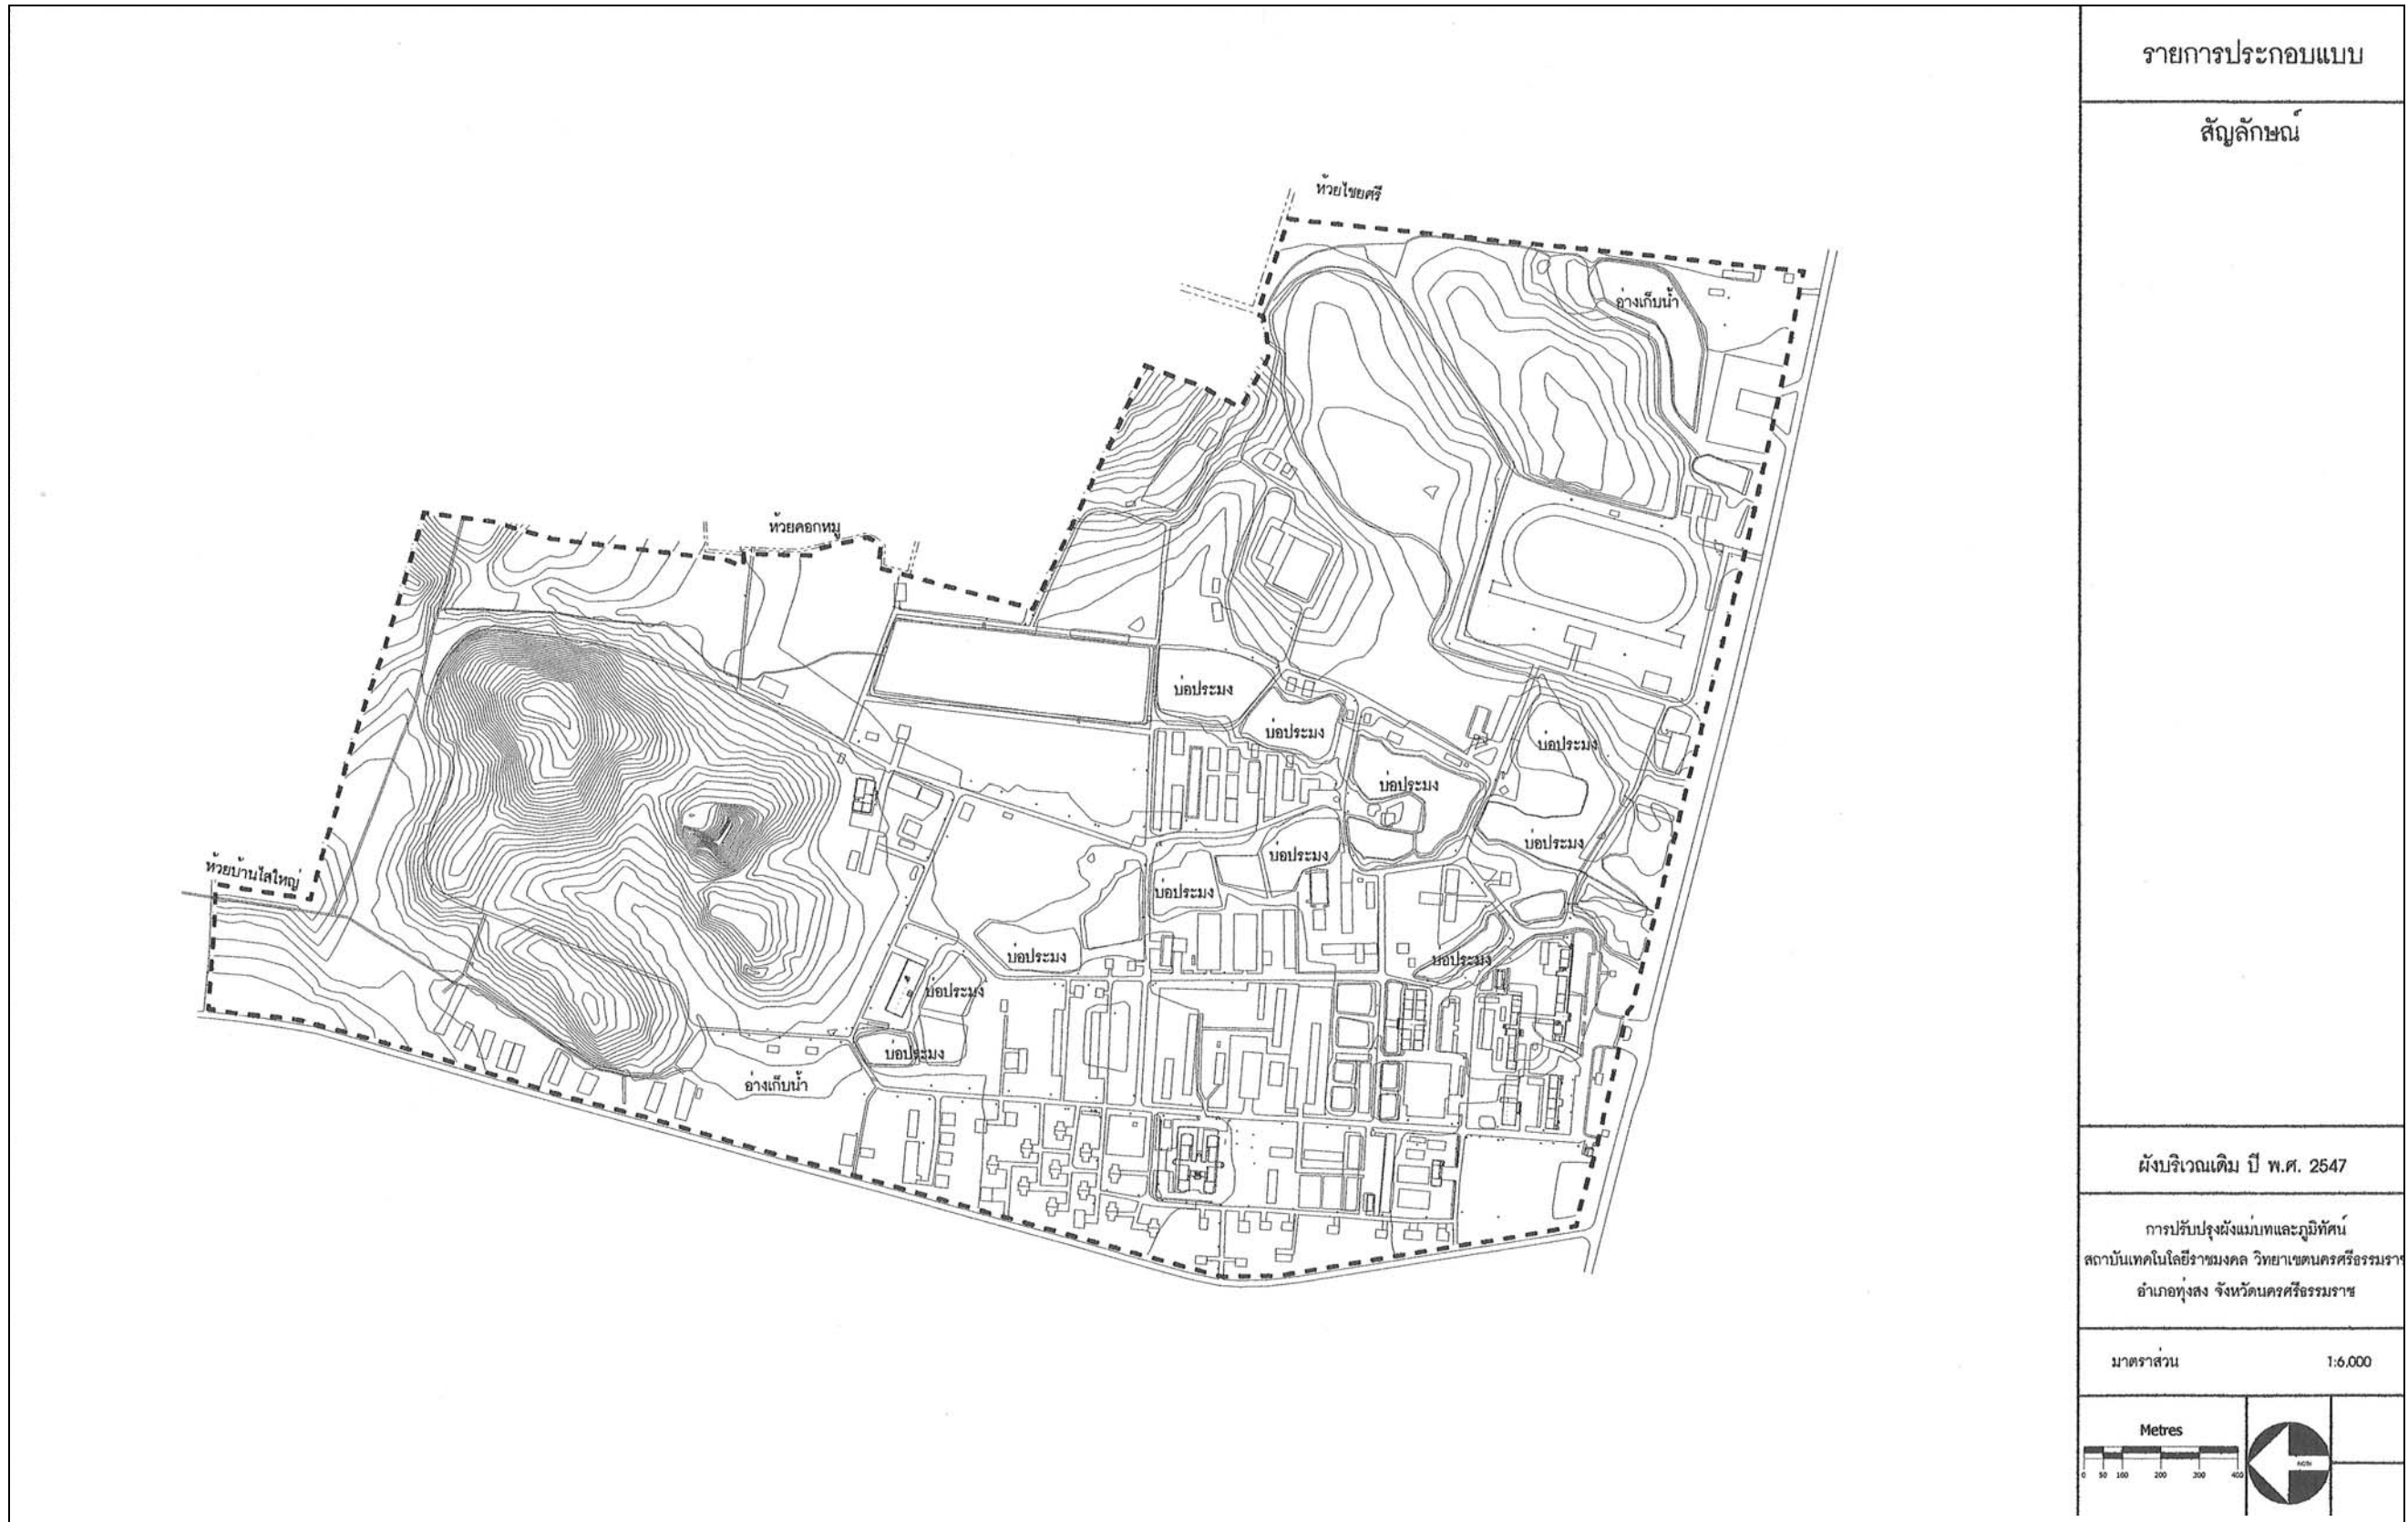 รายการประกอบแบบ
สัญลักษณ์
ห้วยไชยศรี
อ่างเก็บน้ำ
ห้วยคอกหมู
บ่อประมง
บ่อประมง
บ่อประมง
บ่อประมง
บ่อประมง
บ่อประมง
บ่อประมง
ห้วยบ้านไสใหญ่
บ่อประมง
บ่อประมง
บ่อประมง
บ่อประมง
อ่างเก็บน้ำ
ผังบริเวณเดิม ปี พ.ศ. 2547
การปรับปรุงผังแม่บทและภูมิทัศน์
สถาบันเทคโนโลยีราชมงคล วิทยาเขตนครศรีธรรมราช
อำเภอทุ่งสง จังหวัดนครศรีธรรมราช
มาตราส่วน 1:6,000
Metres
0 50 100 200 300 400